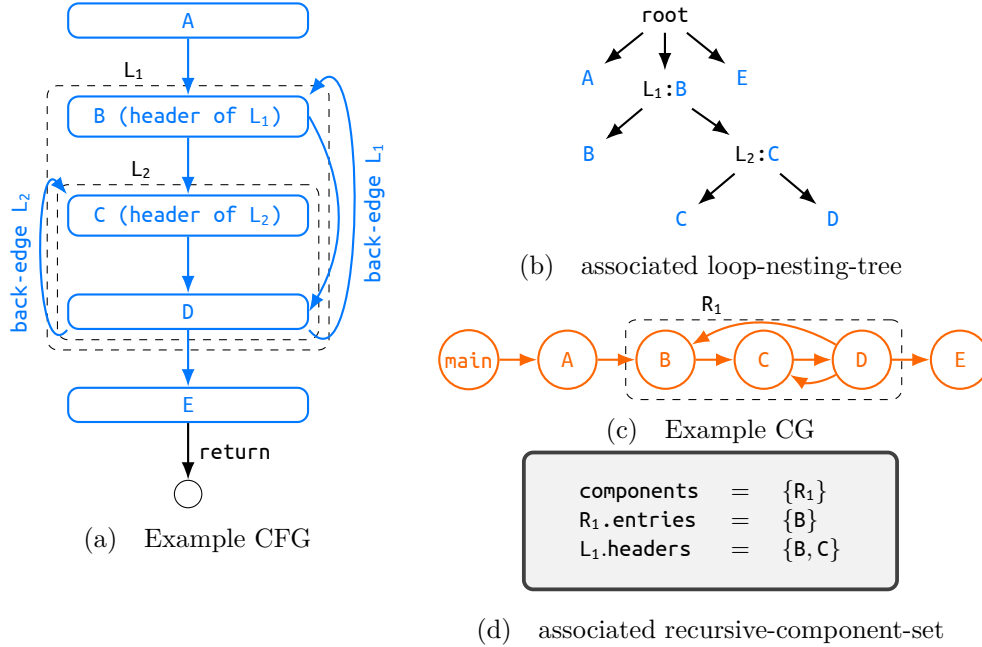 A
L₁
B (header of L₁)
L₂
C (header of L₂)
D
E
back-edge L₂
back-edge L₁
return
(a) Example CFG
root
A
L₁:B
E
B
L₂:C
C
D
(b) associated loop-nesting-tree
R₁
main A B C D E
(c) Example CG
components = {R₁}
R₁.entries = {B}
L₁.headers = {B, C}
(d) associated recursive-component-set